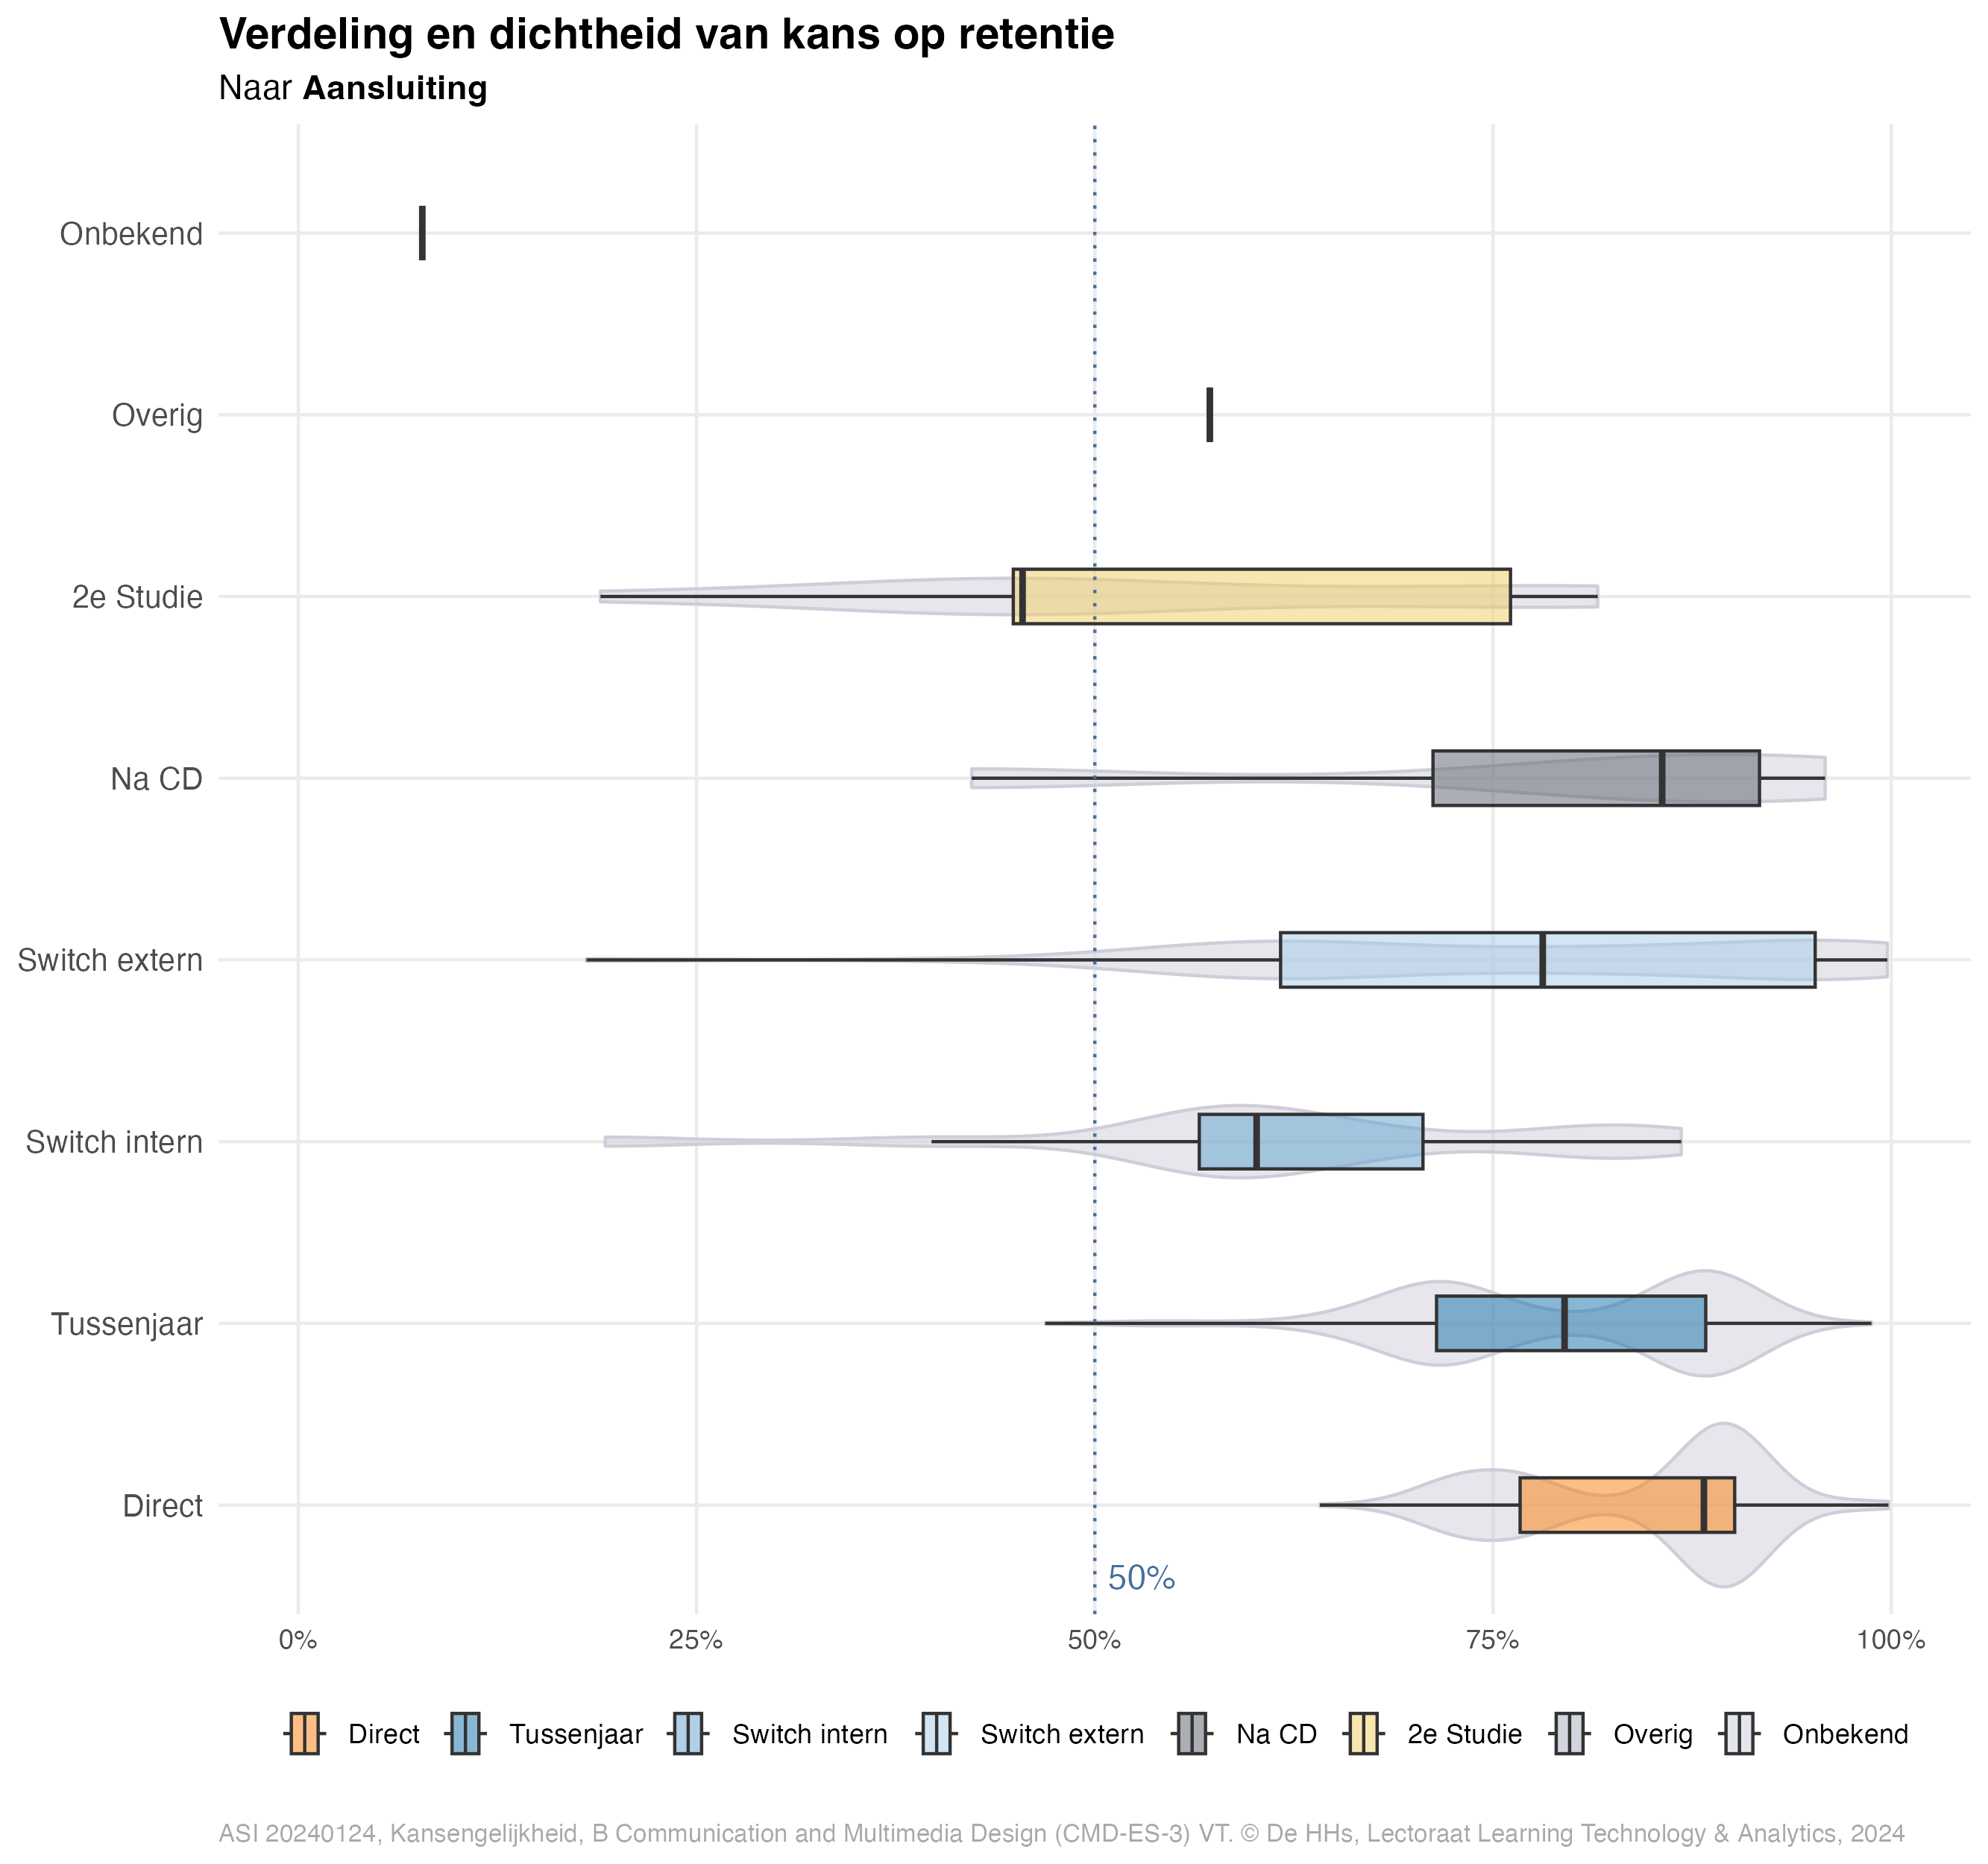 Verdeling en dichtheid van kans op retentie
Naar Aansluiting
Onbekend
Overig
2e Studie
Na CD
Switch extern
Switch intern
Tussenjaar
Direct
50%
0% 25% 50% 75% 100%
Direct Tussenjaar Switch intern Switch extern Na CD 2e Studie Overig Onbekend
ASI 20240124, Kansengelijkheid, B Communication and Multimedia Design (CMD-ES-3) VT. © De HHs, Lectoraat Learning Technology & Analytics, 2024